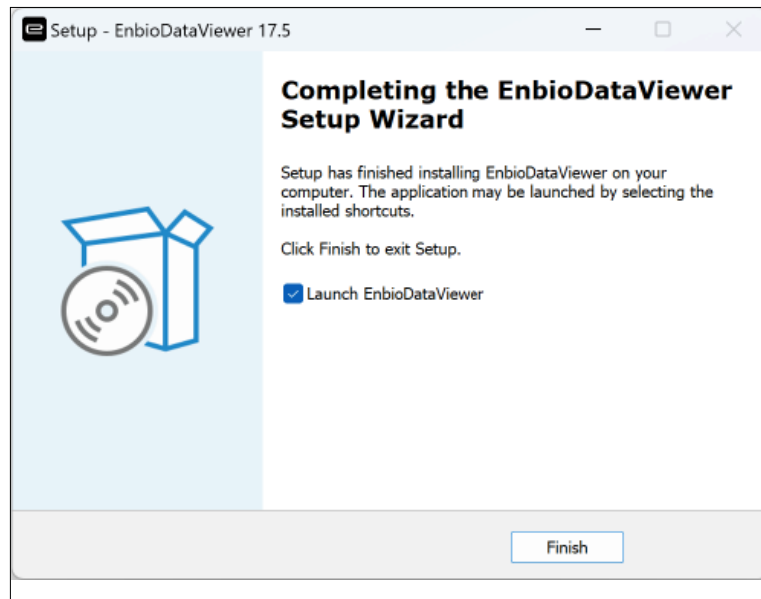 Setup - EnbioDataViewer 17.5
Completing the EnbioDataViewer
Setup Wizard
Setup has finished installing EnbioDataViewer on your
computer. The application may be launched by selecting the
installed shortcuts.
Click Finish to exit Setup.
Launch EnbioDataViewer
Finish